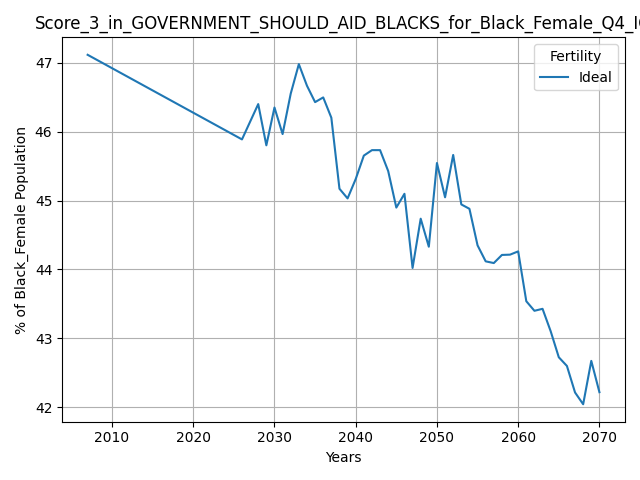 Score_3_in_GOVERNMENT_SHOULD_AID_BLACKS_for_Black_Female_Q4_I
Fertility
Ideal
% of Black_Female Population
47
46
45
44
43
42
2010 2020 2030 2040 2050 2060 2070
Years